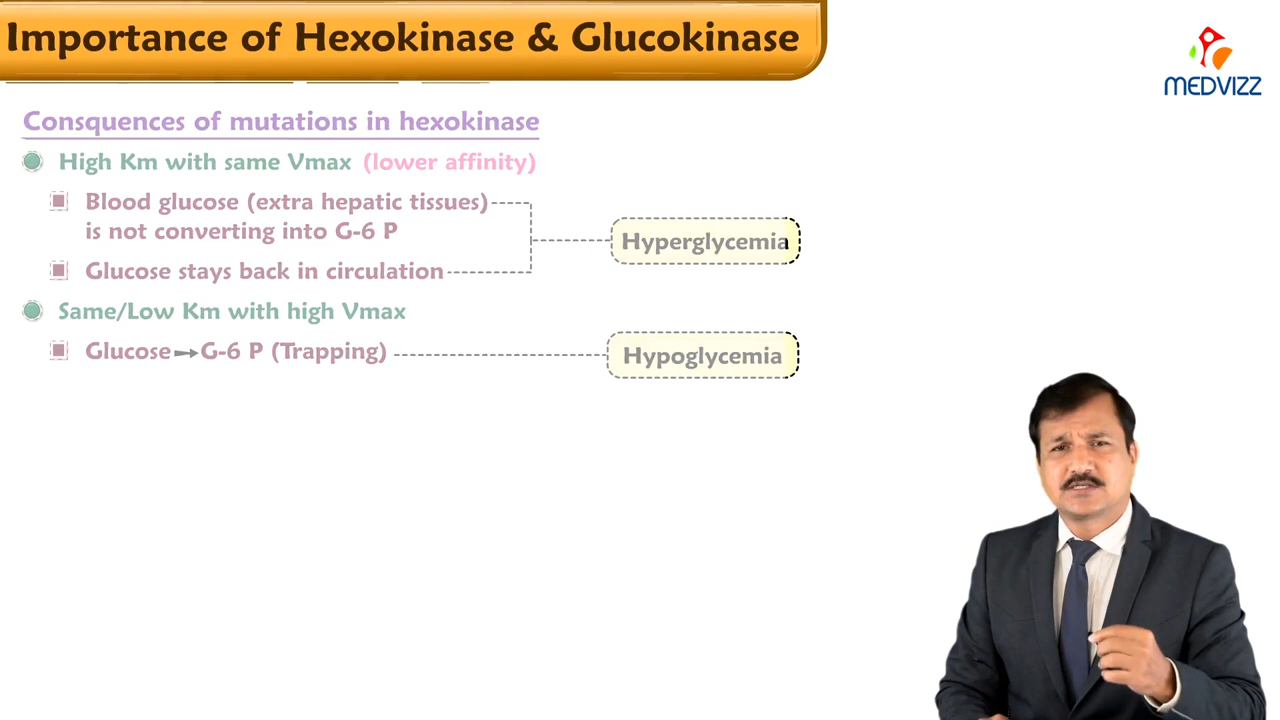 Importance of Hexokinase & Glucokinase
MEDVIZZ
Consquences of mutations in hexokinase
High Km with same Vmax (lower affinity)
Blood glucose (extra hepatic tissues)
is not converting into G-6 P
Hyperglycemia
Glucose stays back in circulation
Same/Low Km with high Vmax
Glucose → G-6 P (Trapping)
Hypoglycemia